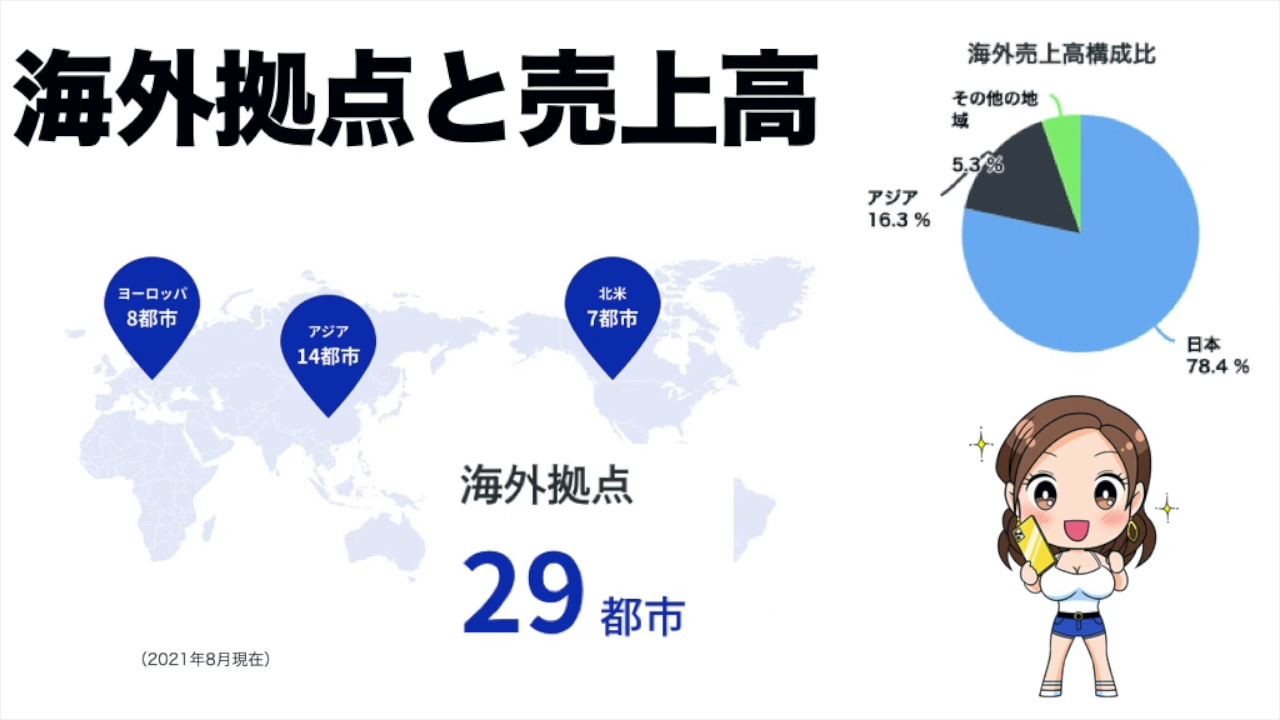 海外拠点と売上高
海外売上高構成比
その他の地
域
5.3 %
アジア
16.3 %
日本
78.4 %
ヨーロッパ
8都市
アジア
14都市
北米
7都市
海外拠点
29 都市
（2021年8月現在）